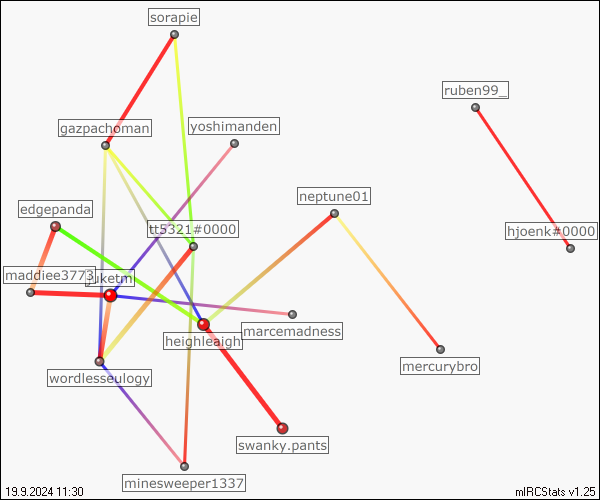 sorapie
ruben99_
gazpachoman
yoshimanden
neptune01
edgepanda
tt5321#0000
hjoenk#0000
maddiee3773
marcemadness
heighleaigh
mercurybro
wordlesseulogy
swanky.pants
minesweeper1337
19.9.2024 11:30
mIRCStats v1.25